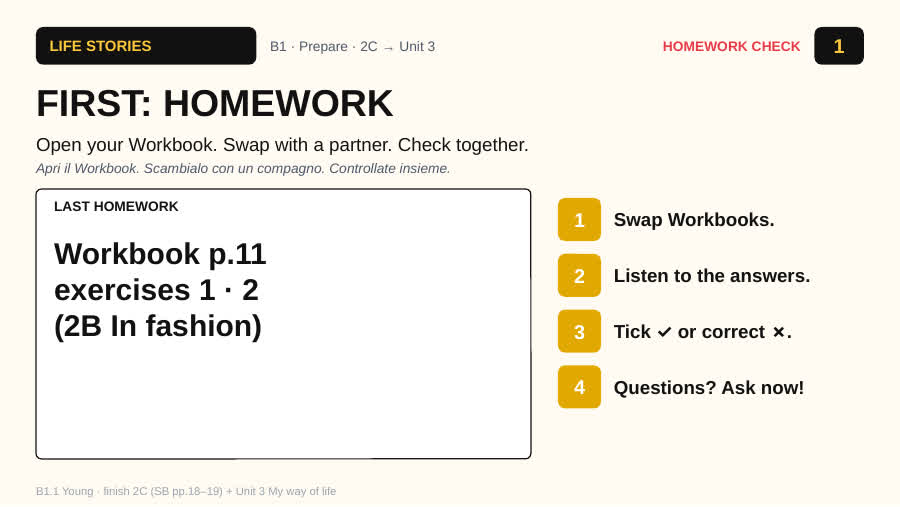 LIFE STORIES
B1 · Prepare · 2C → Unit 3
HOMEWORK CHECK
1
FIRST: HOMEWORK
Open your Workbook. Swap with a partner. Check together.
Apri il Workbook. Scambialo con un compagno. Controllate insieme.
LAST HOMEWORK
Workbook p.11
exercises 1 · 2
(2B In fashion)
1 Swap Workbooks.
2 Listen to the answers.
3 Tick ✓ or correct ✕.
4 Questions? Ask now!
B1.1 Young · finish 2C (SB pp.18–19) + Unit 3 My way of life